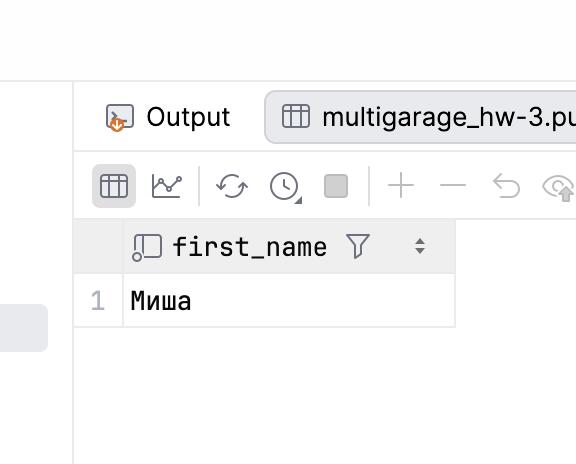 Output
multigarage_hw-3.pu
first_name
1
Миша